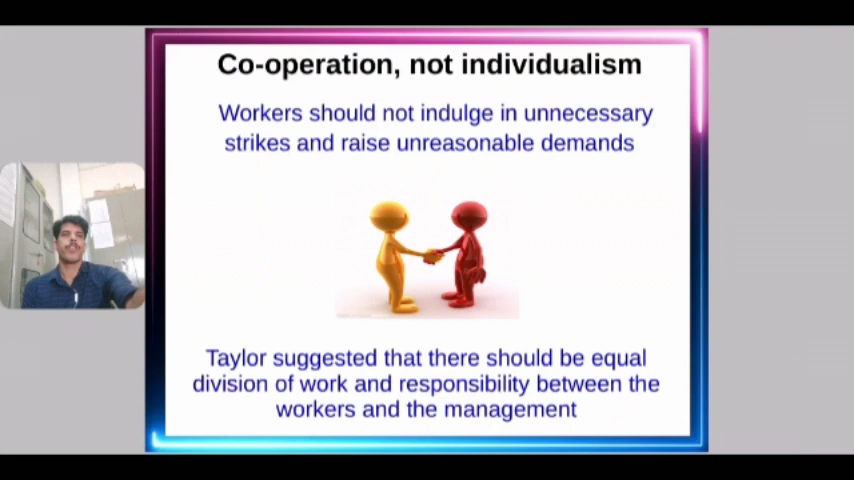 Co-operation, not individualism
Workers should not indulge in unnecessary
strikes and raise unreasonable demands
Taylor suggested that there should be equal
division of work and responsibility between the
workers and the management